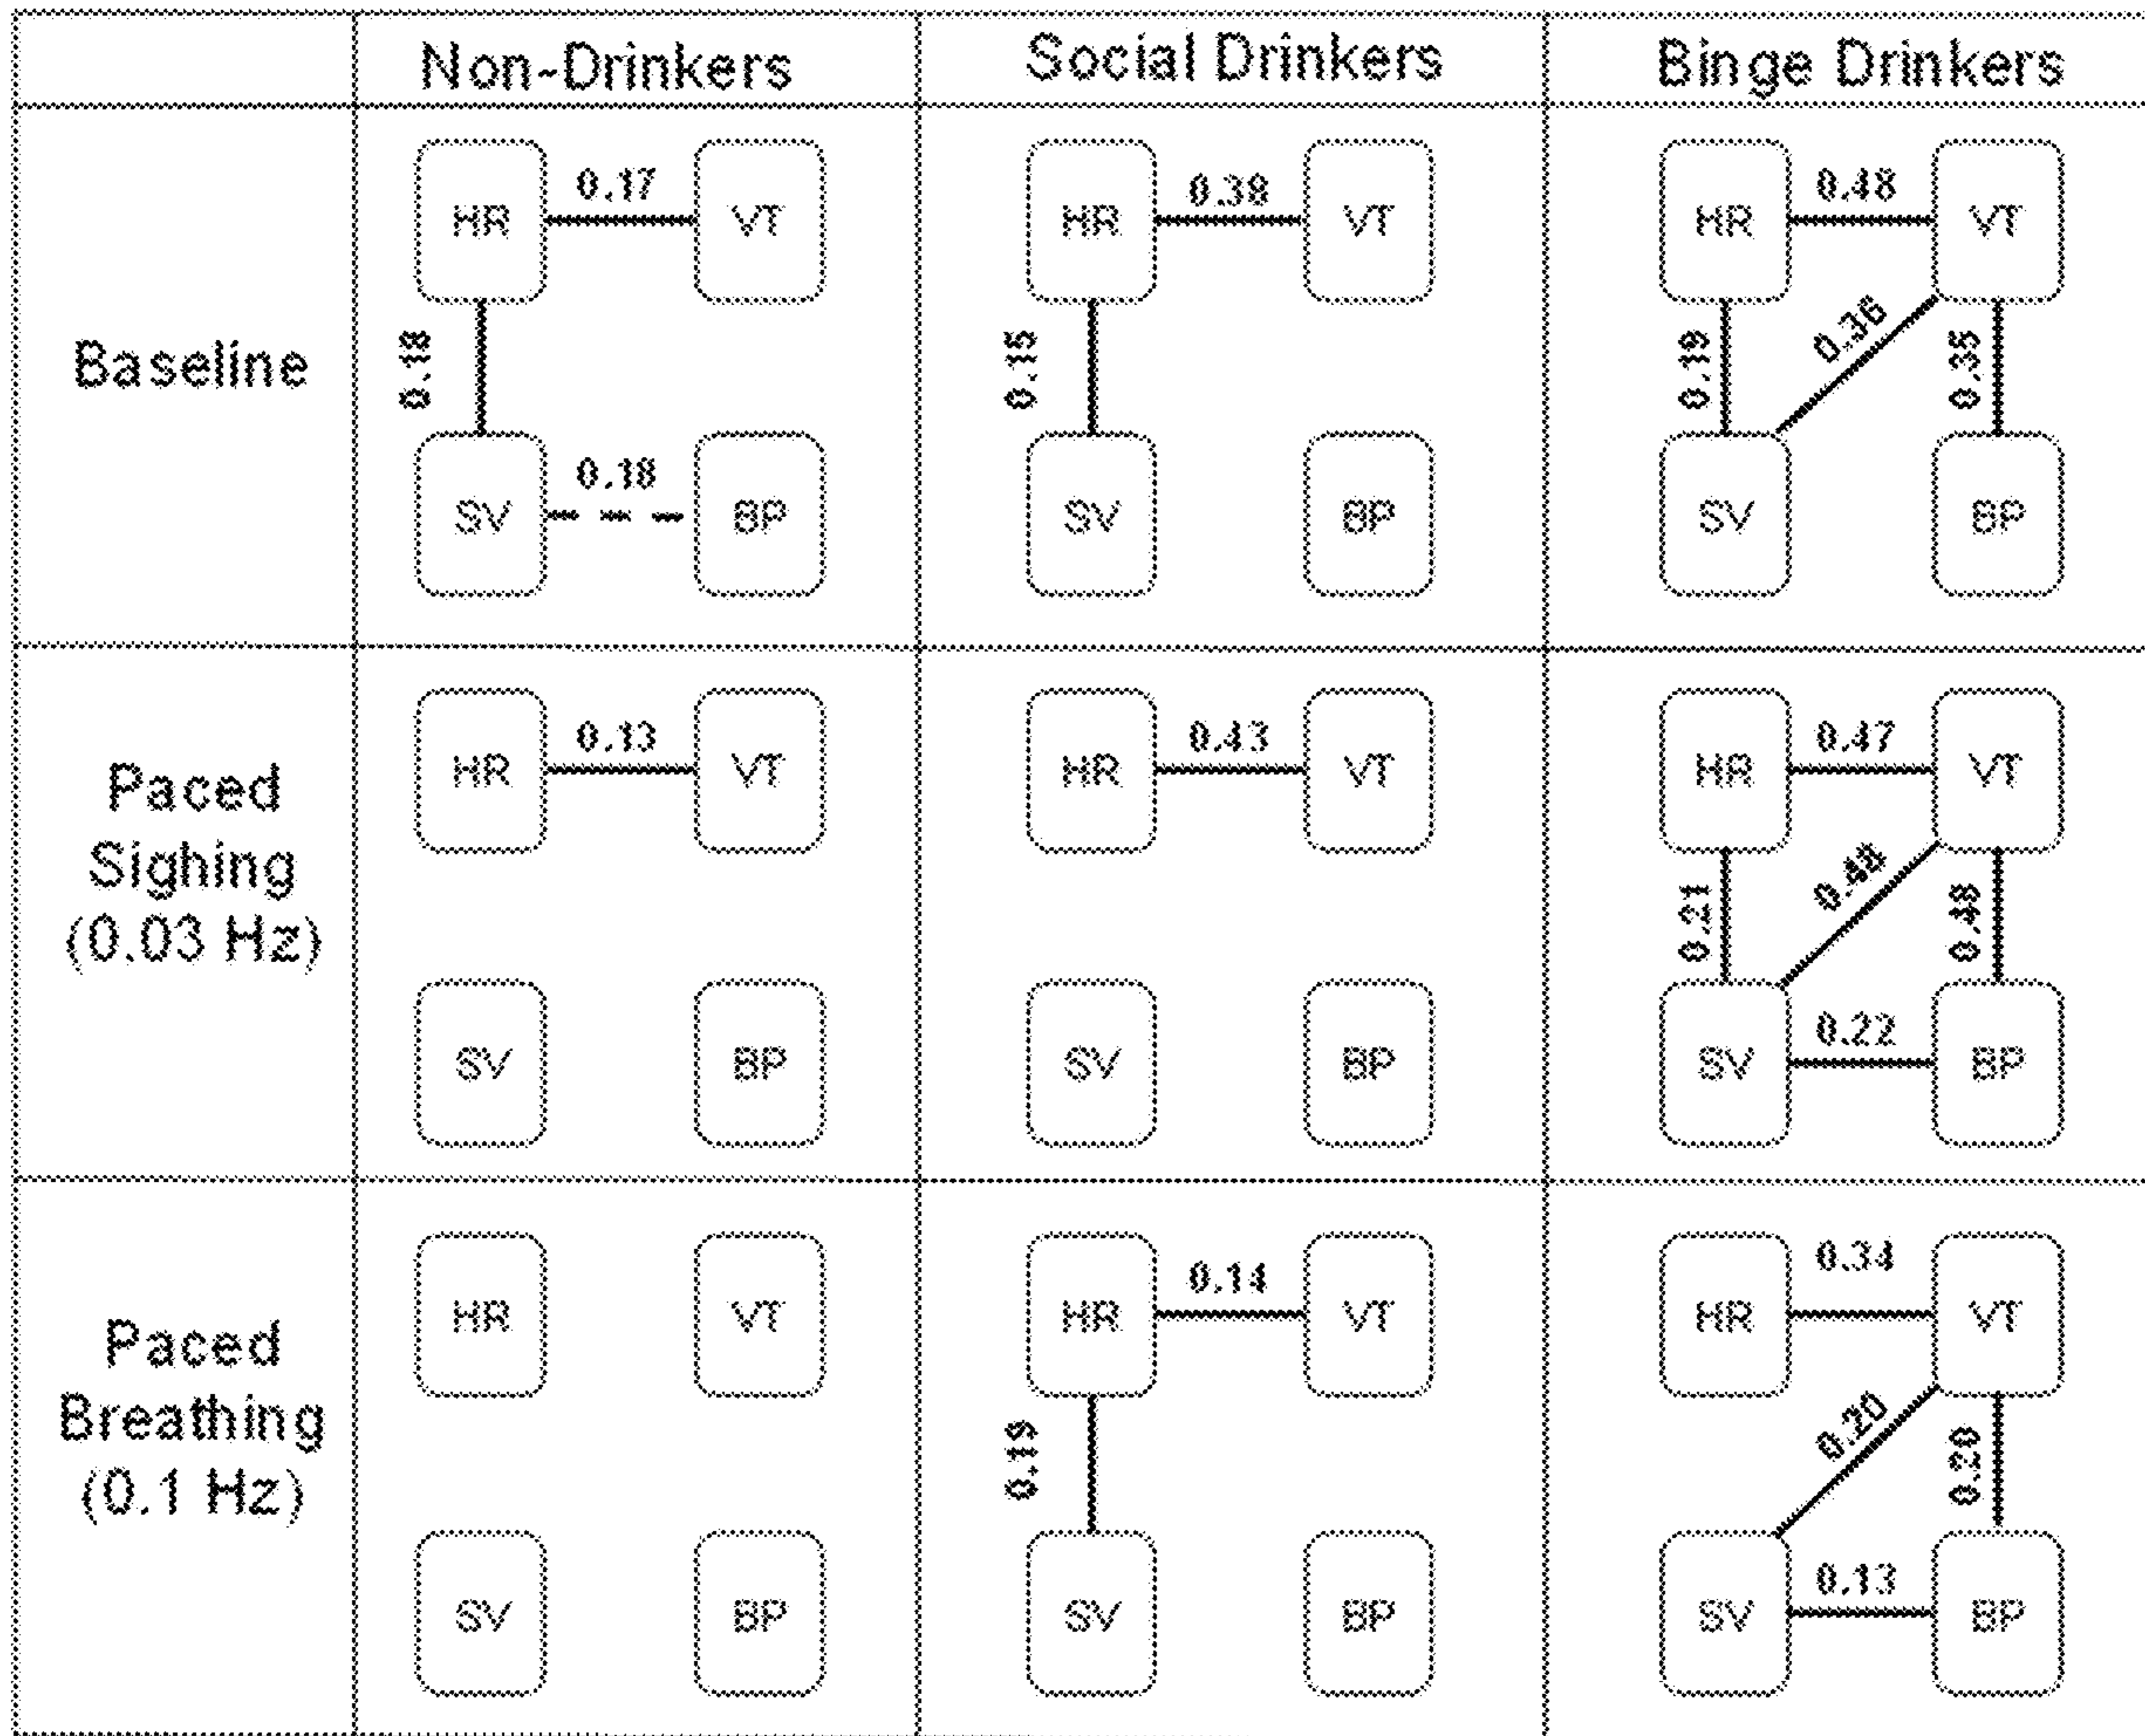 Non-Drinkers Social Drinkers Binge Drinkers
Baseline
HR 0.17 VT
0.18
SV 0.18 BP
HR 0.38 VT
0.15
SV BP
HR 0.48 VT
0.19 0.36 0.35
SV BP
Paced
Sighing
(0.03 Hz)
HR 0.13 VT
SV BP
HR 0.43 VT
SV BP
HR 0.47 VT
0.21 0.48 0.48
SV 0.22 BP
Paced
Breathing
(0.1 Hz)
HR VT
SV BP
HR 0.14 VT
0.19
SV BP
HR 0.34 VT
0.20 0.20
SV 0.13 BP